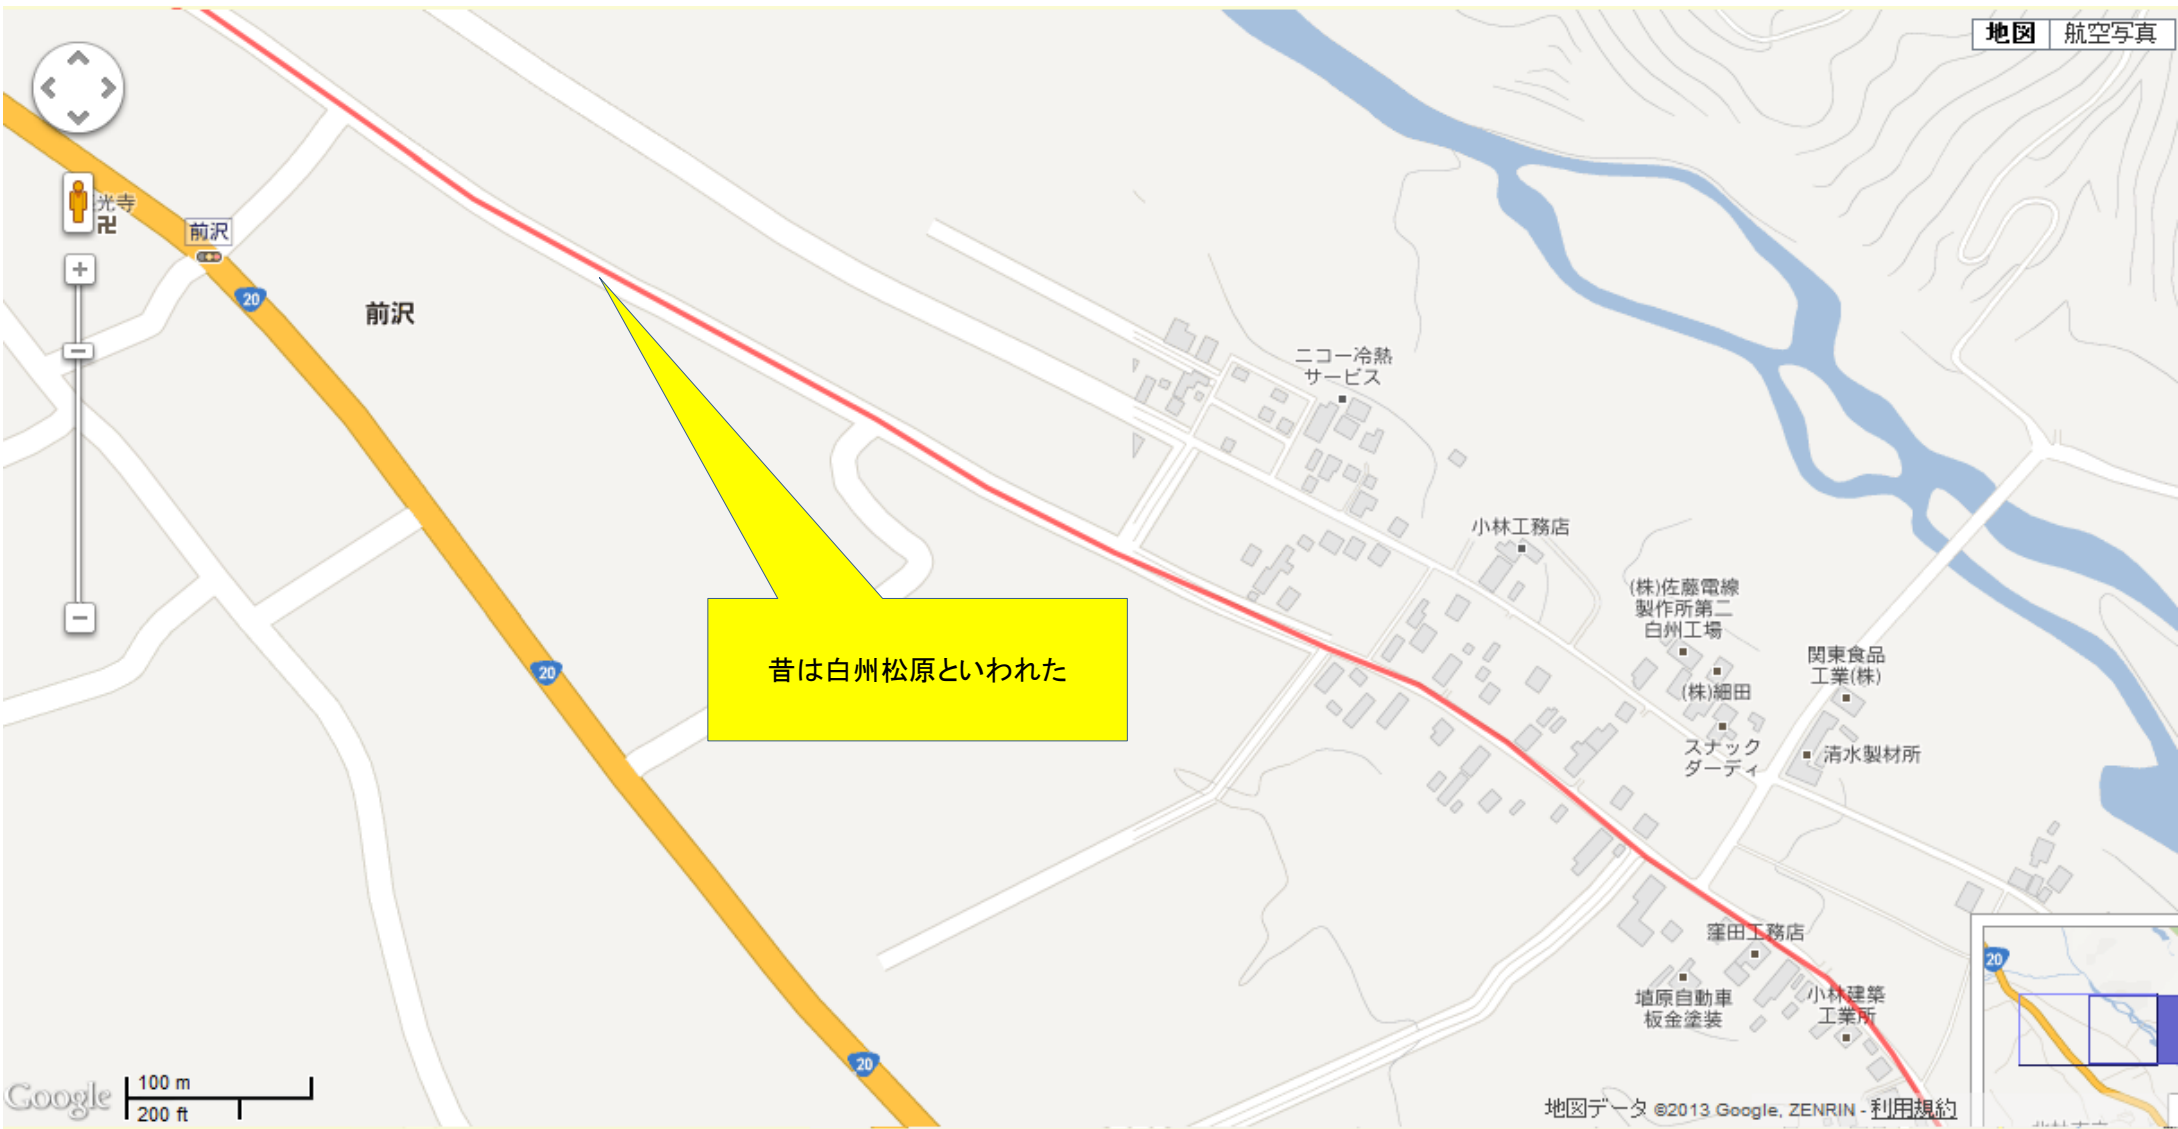 地図
航空写真
光寺
卍
前沢
20
前沢
ニコー冷熱
サービス
小林工務店
(株)佐藤電線
製作所第二
白州工場
関東食品
工業(株)
(株)細田
スナック
ダーディ
清水製材所
20
昔は白州松原といわれた
窪田工務店
埴原自動車
板金塗装
小林建築
工業所
20
20
Google
100 m
200 ft
地図データ ©2013 Google, ZENRIN - 利用規約